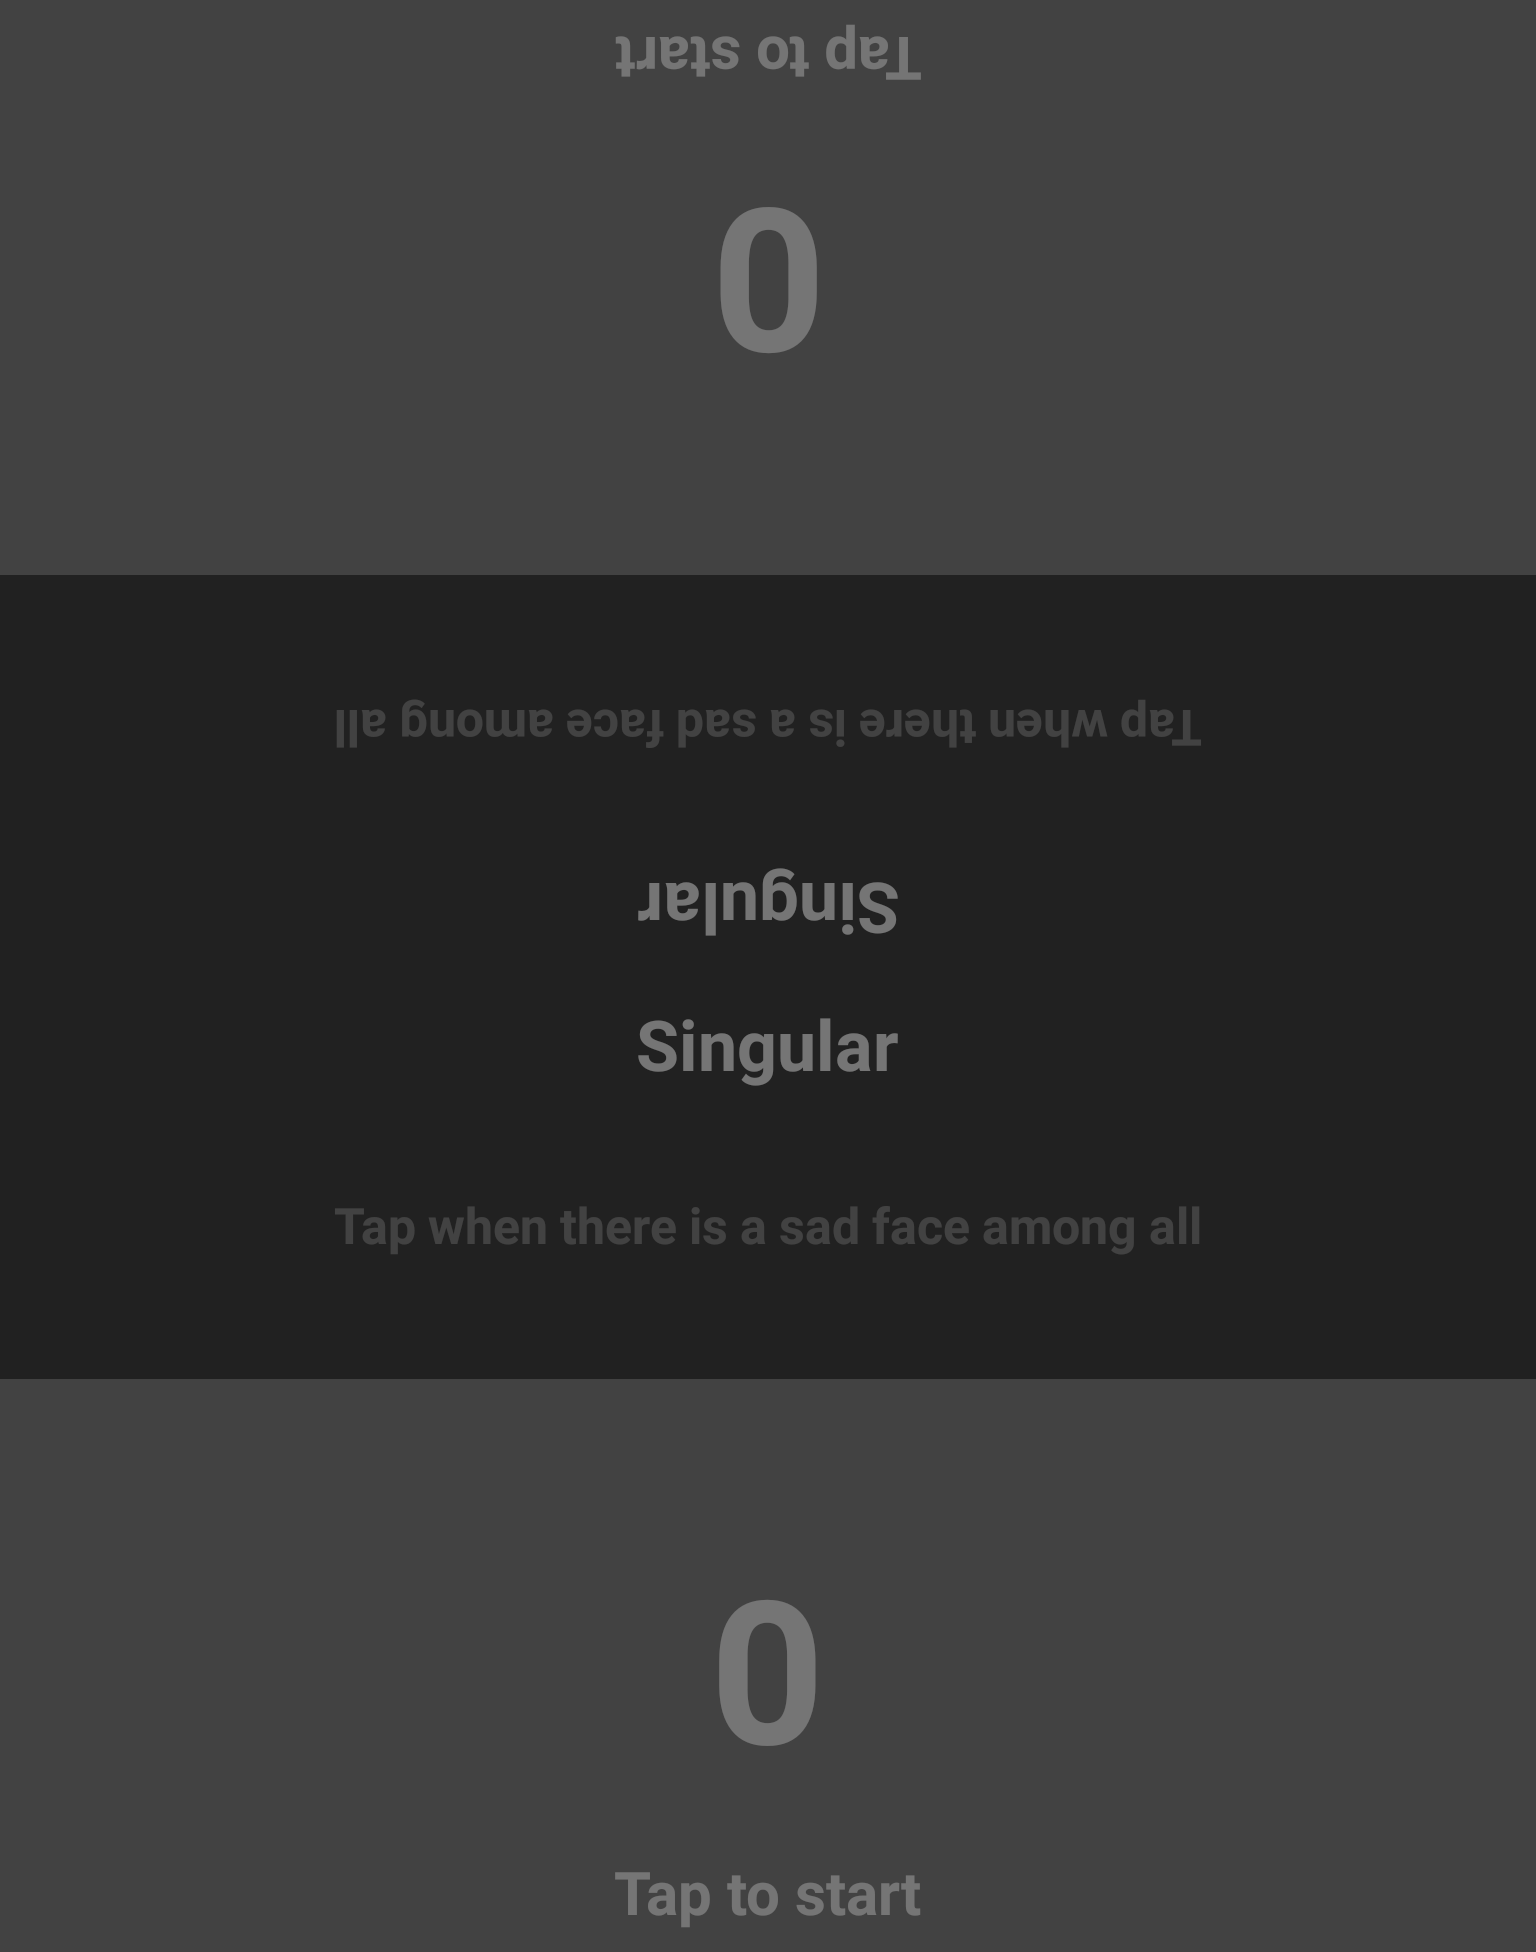 Tap to start
0
Tap when there is a sad face among all
Singular
Singular
Tap when there is a sad face among all
0
Tap to start